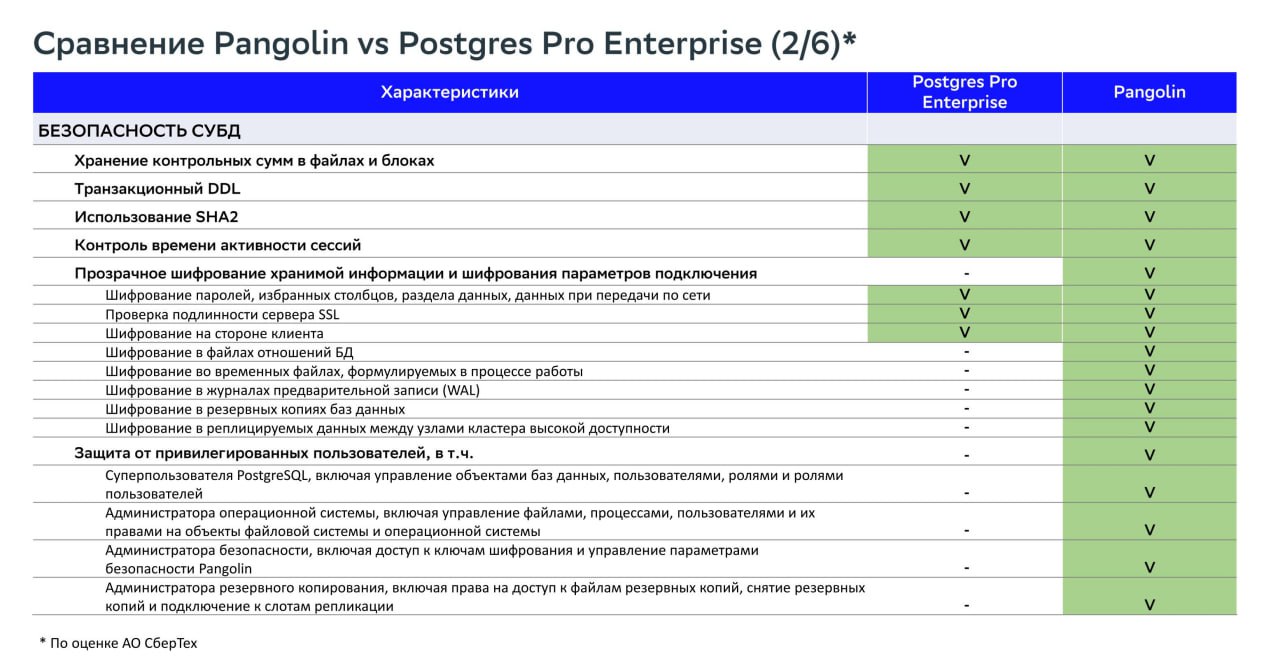 Сравнение Pangolin vs Postgres Pro Enterprise (2/6)*
Характеристики
Postgres Pro
Enterprise
Pangolin
БЕЗОПАСНОСТЬ СУБД
Хранение контрольных сумм в файлах и блоках V V
Транзакционный DDL V V
Использование SHA2 V V
Контроль времени активности сессий V V
Прозрачное шифрование хранимой информации и шифрования параметров подключения - V
Шифрование паролей, избранных столбцов, раздела данных, данных при передачи по сети V V
Проверка подлинности сервера SSL V V
Шифрование на стороне клиента V V
Шифрование в файлах отношений БД - V
Шифрование во временных файлах, формулируемых в процессе работы - V
Шифрование в журналах предварительной записи (WAL) - V
Шифрование в резервных копиях баз данных - V
Шифрование в реплицируемых данных между узлами кластера высокой доступности - V
Защита от привилегированных пользователей, в т.ч. - V
Суперпользователя PostgreSQL, включая управление объектами баз данных, пользователями, ролями и ролями
пользователей - V
Администратора операционной системы, включая управление файлами, процессами, пользователями и их
правами на объекты файловой системы и операционной системы - V
Администратора безопасности, включая доступ к ключам шифрования и управление параметрами
безопасности Pangolin - V
Администратора резервного копирования, включая права на доступ к файлам резервных копий, снятие резервных
копий и подключение к слотам репликации - V
* По оценке АО СберТех